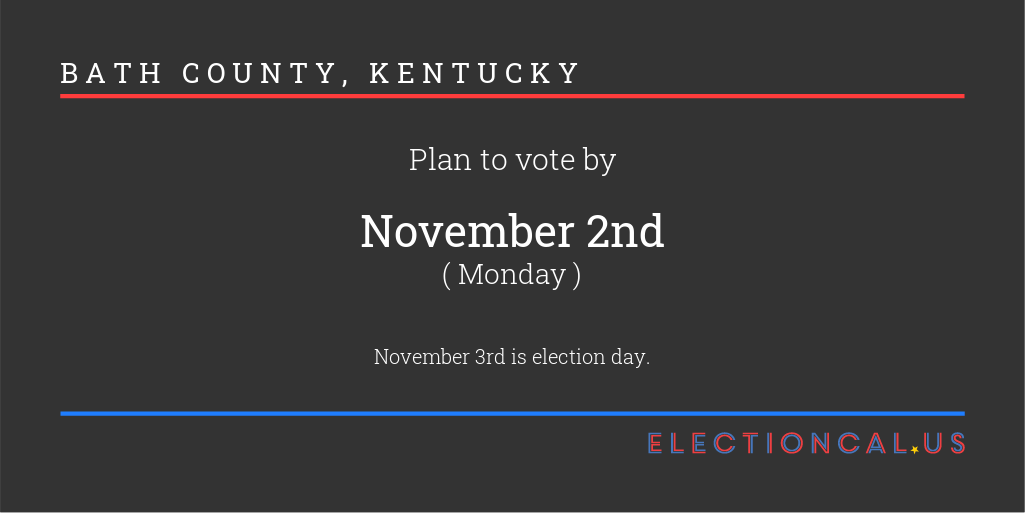 BATH COUNTY, KENTUCKY
Plan to vote by
November 2nd
( Monday )
November 3rd is election day.
ELECTIONCAL.US